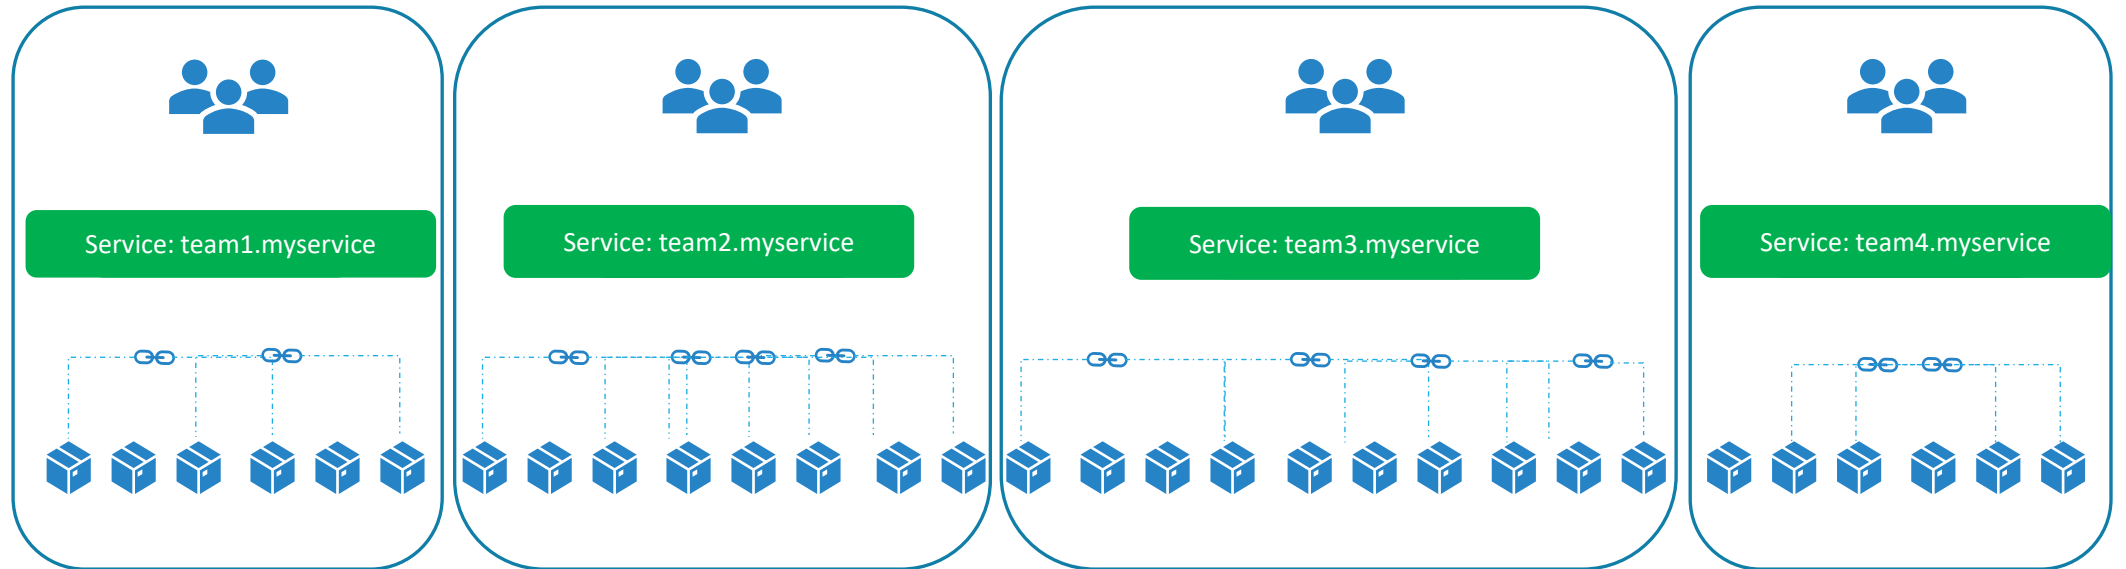 Service: team1.myservice
Service: team2.myservice
Service: team3.myservice
Service: team4.myservice